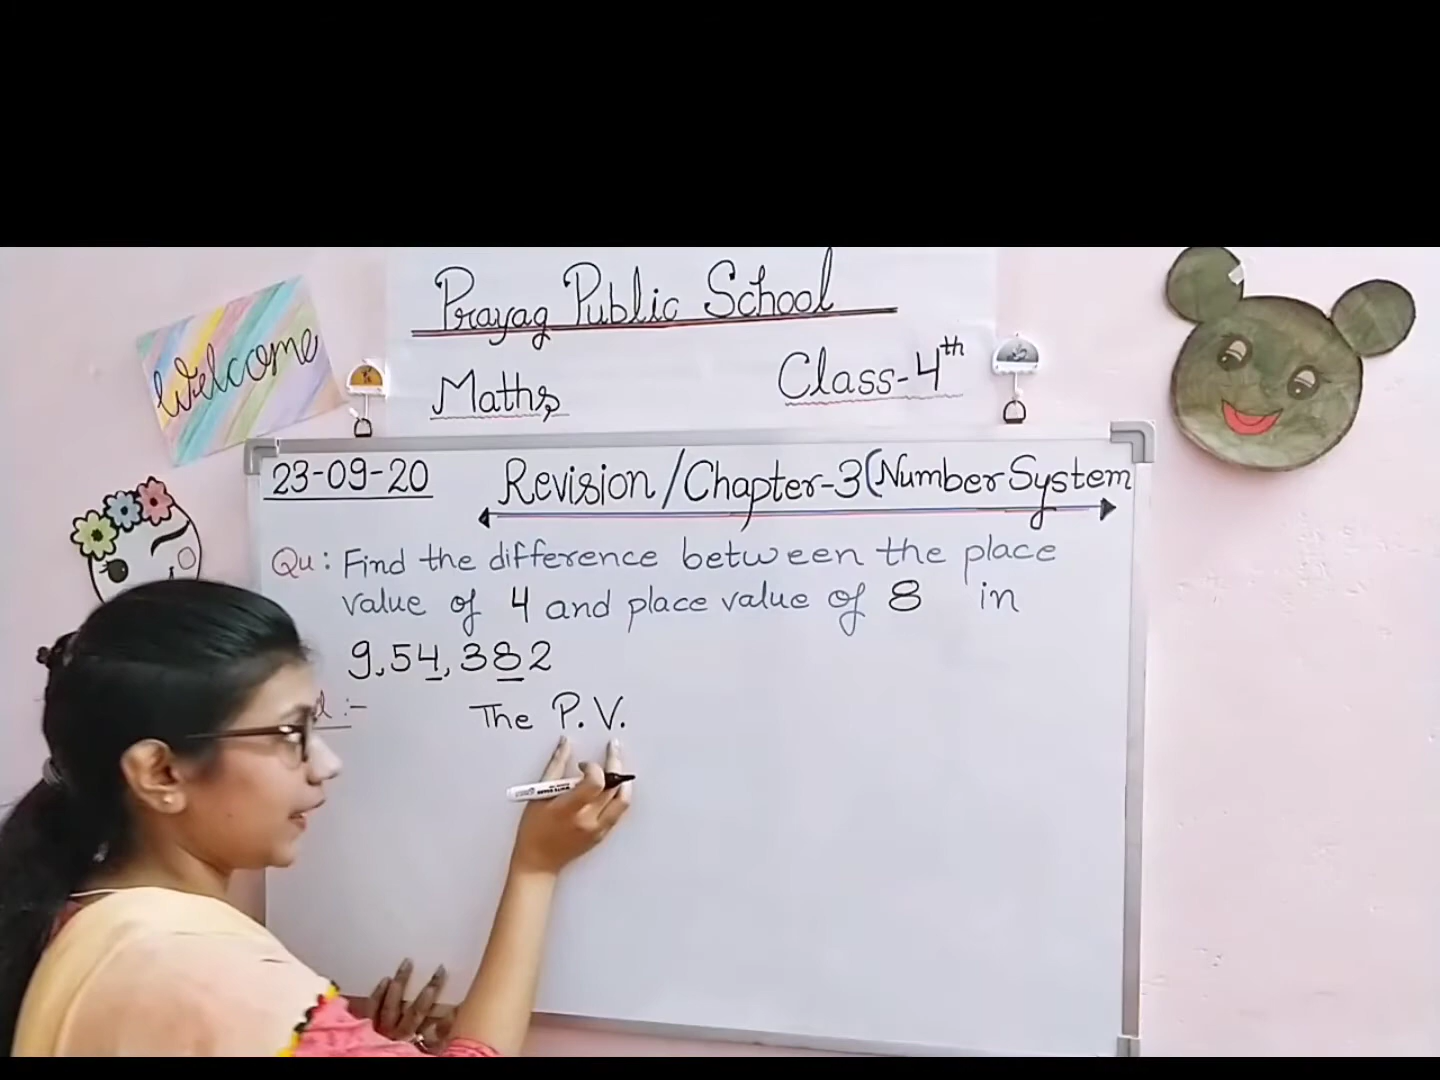 Prayag Public School
Welcome
Maths
Class-4th
23-09-20
Revision/Chapter-3(Number System
Qu: Find the difference between the place
value of 4 and place value of 8 in
9,54,382
l :-
The P.V.